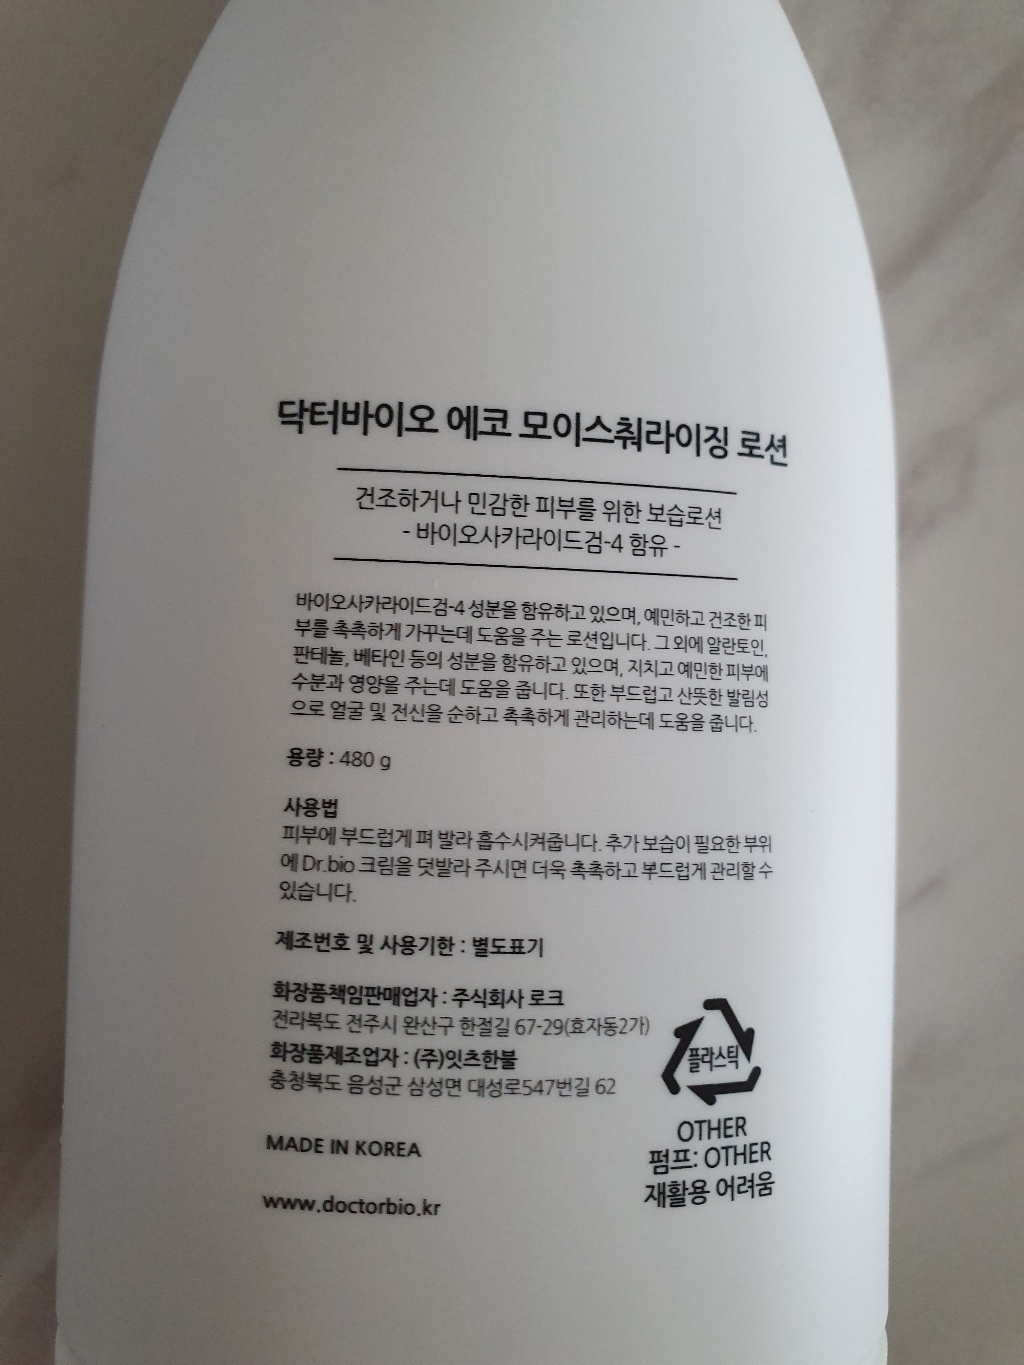 닥터바이오 에코 모이스춰라이징 로션
건조하거나 민감한 피부를 위한 보습로션
- 바이오사카라이드검-4 함유 -
바이오사카라이드검-4 성분을 함유하고 있으며, 예민하고 건조한 피
부를 촉촉하게 가꾸는데 도움을 주는 로션입니다. 그 외에 알란토인,
판테놀, 베타인 등의 성분을 함유하고 있으며, 지치고 예민한 피부에
수분과 영양을 주는데 도움을 줍니다. 또한 부드럽고 산뜻한 발림성
으로 얼굴 및 전신을 순하고 촉촉하게 관리하는데 도움을 줍니다.
용량 : 480 g
사용법
피부에 부드럽게 펴 발라 흡수시켜줍니다. 추가 보습이 필요한 부위
에 Dr.bio 크림을 덧발라 주시면 더욱 촉촉하고 부드럽게 관리할 수
있습니다.
제조번호 및 사용기한 : 별도표기
화장품책임판매업자 : 주식회사 로크
전라북도 전주시 완산구 한절길 67-29(효자동2가)
화장품제조업자 : (주)잇츠한불
충청북도 음성군 삼성면 대성로547번길 62
MADE IN KOREA
www.doctorbio.kr
플라스틱
OTHER
펌프: OTHER
재활용 어려움